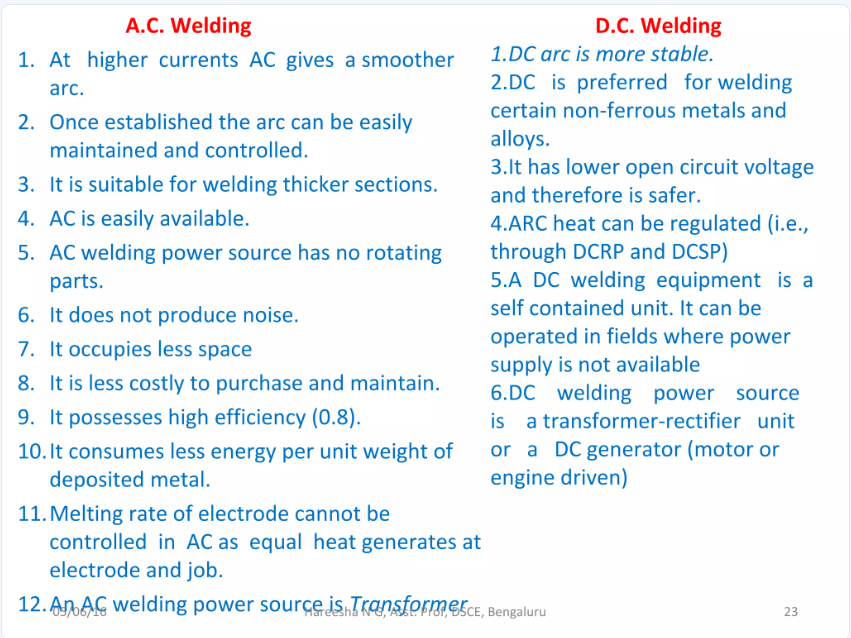 A.C. Welding
1. At higher currents AC gives a smoother
arc.
2. Once established the arc can be easily
maintained and controlled.
3. It is suitable for welding thicker sections.
4. AC is easily available.
5. AC welding power source has no rotating
parts.
6. It does not produce noise.
7. It occupies less space
8. It is less costly to purchase and maintain.
9. It possesses high efficiency (0.8).
10. It consumes less energy per unit weight of
deposited metal.
11. Melting rate of electrode cannot be
controlled in AC as equal heat generates at
electrode and job.
12. An AC welding power source is Transformer
D.C. Welding
1.DC arc is more stable.
2.DC is preferred for welding
certain non-ferrous metals and
alloys.
3.It has lower open circuit voltage
and therefore is safer.
4.ARC heat can be regulated (i.e.,
through DCRP and DCSP)
5.A DC welding equipment is a
self contained unit. It can be
operated in fields where power
supply is not available
6.DC welding power source
is a transformer-rectifier unit
or a DC generator (motor or
engine driven)
Hareesha N G, Asst. Prof, DSCE, Bengaluru
23